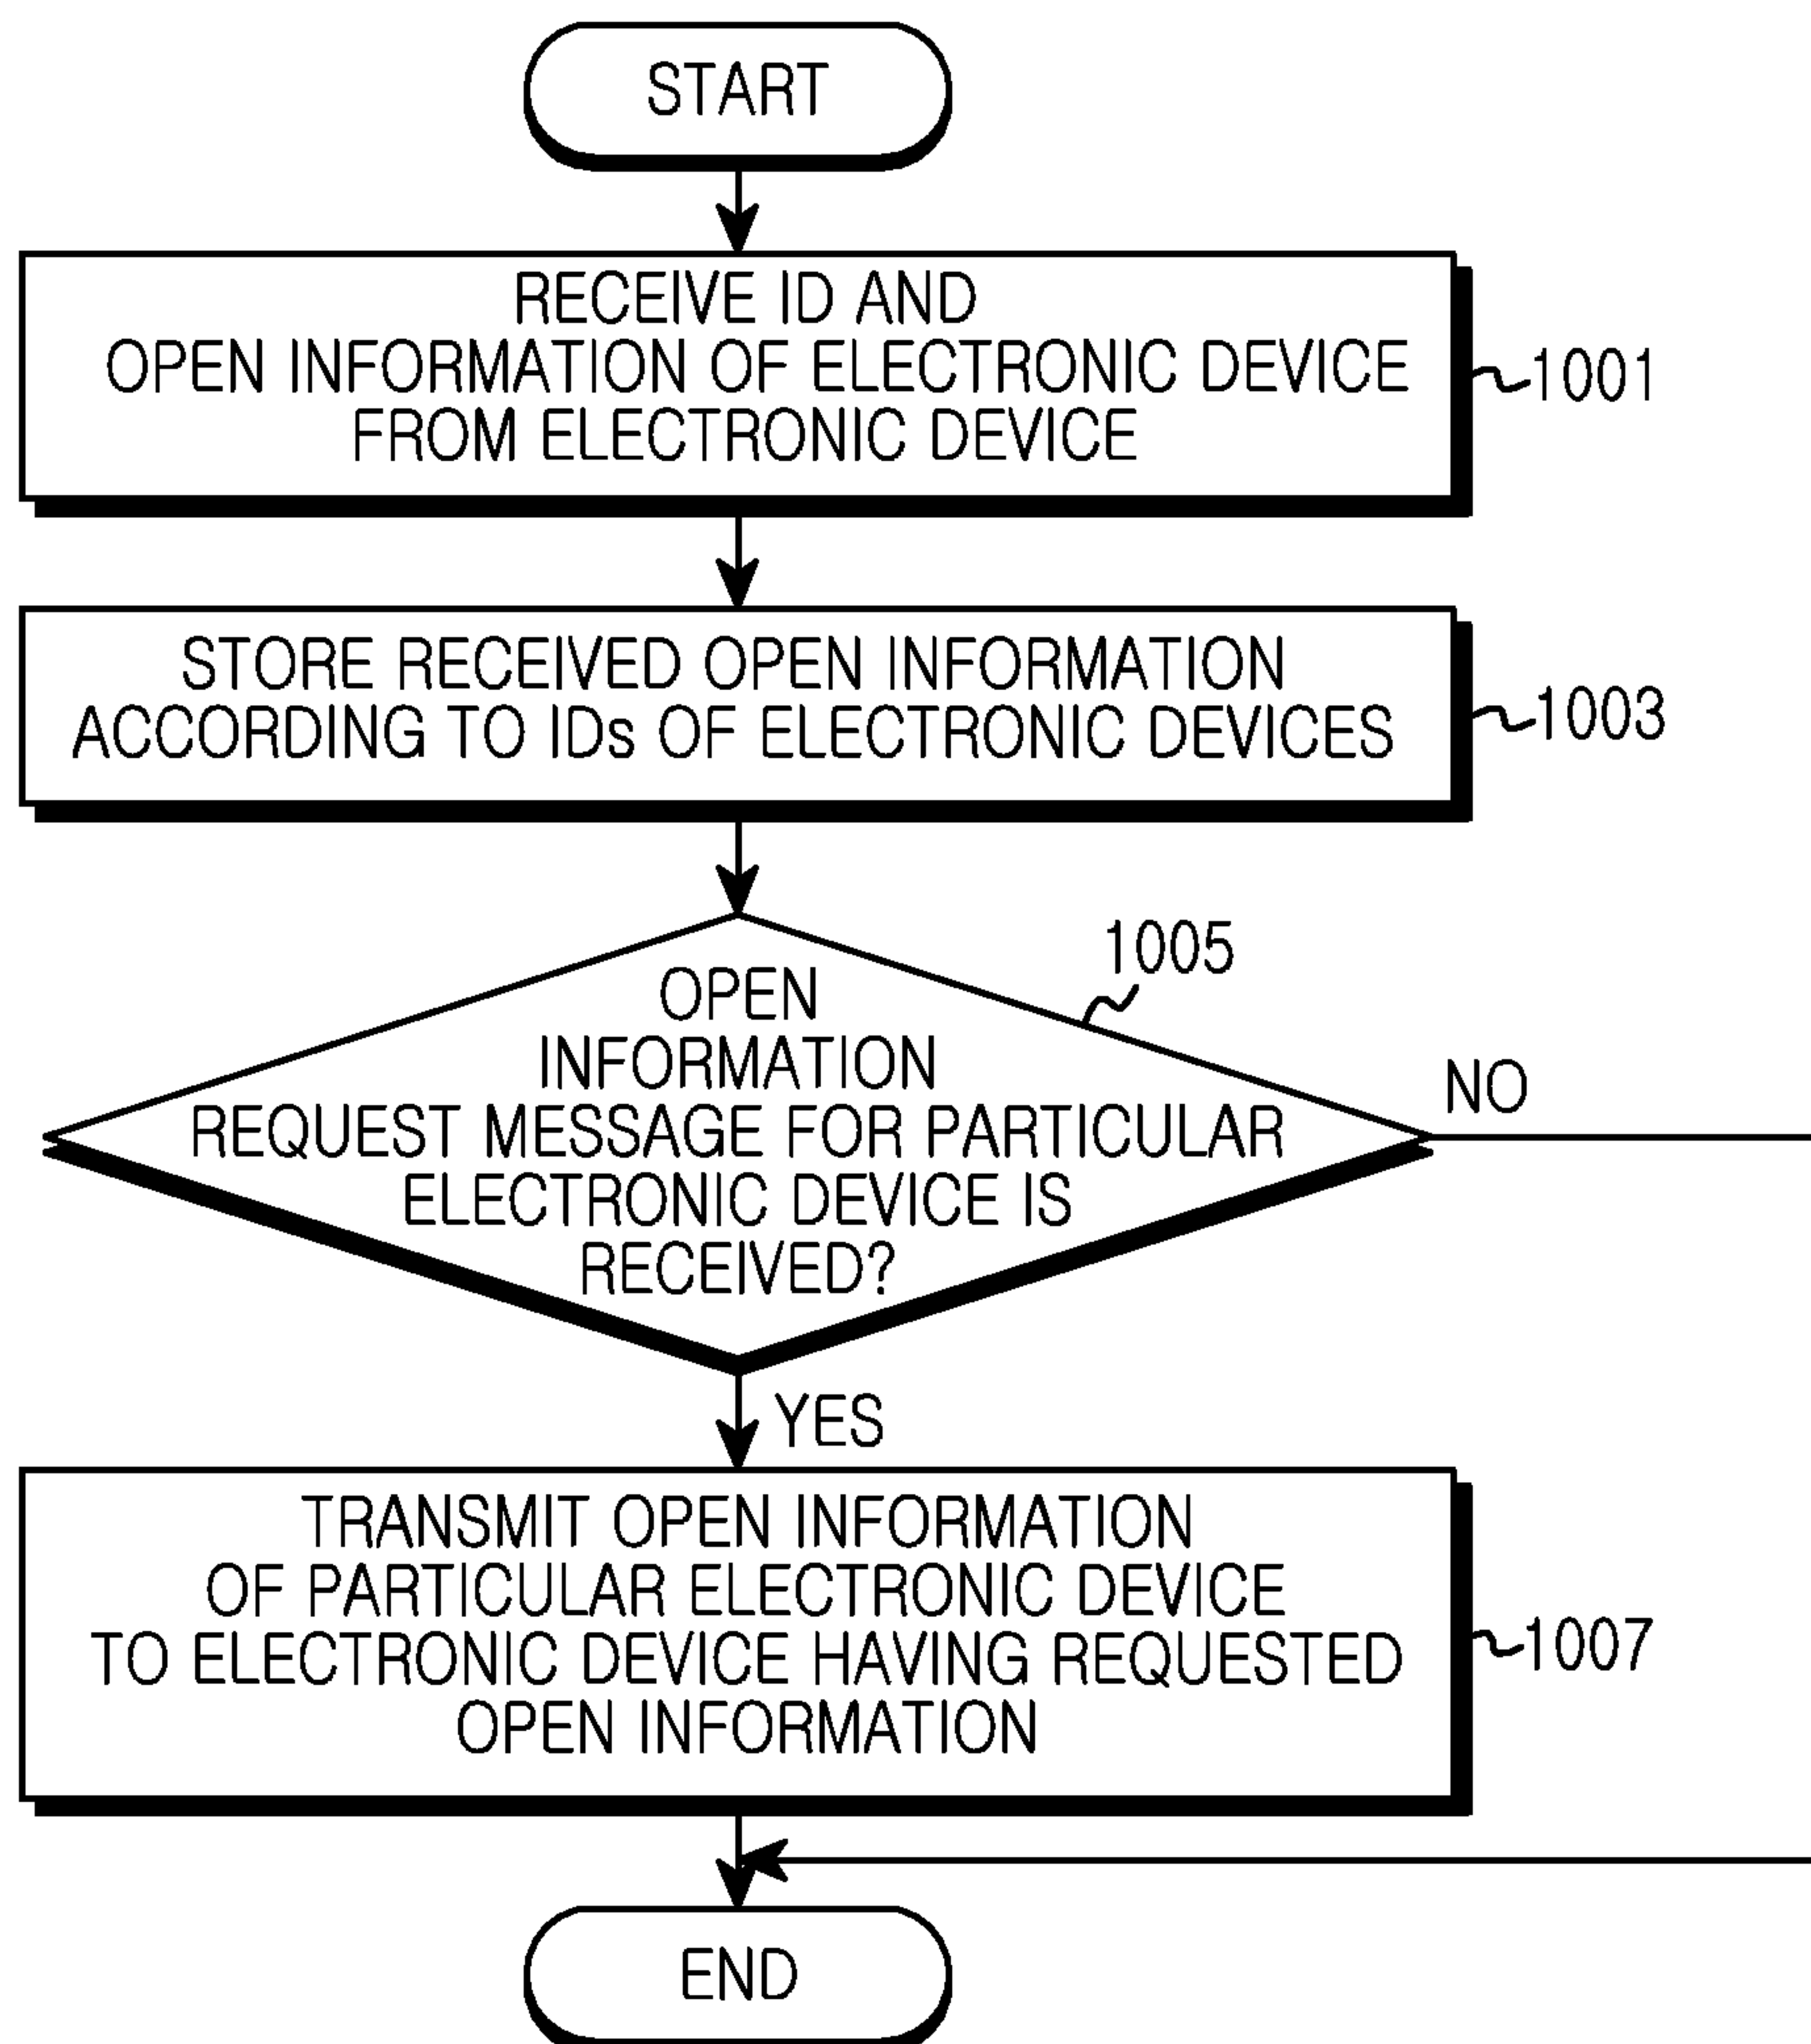 START
RECEIVE ID AND
OPEN INFORMATION OF ELECTRONIC DEVICE
FROM ELECTRONIC DEVICE
1001
STORE RECEIVED OPEN INFORMATION
ACCORDING TO IDs OF ELECTRONIC DEVICES
1003
1005
OPEN
INFORMATION
REQUEST MESSAGE FOR PARTICULAR
ELECTRONIC DEVICE IS
RECEIVED?
NO
YES
TRANSMIT OPEN INFORMATION
OF PARTICULAR ELECTRONIC DEVICE
TO ELECTRONIC DEVICE HAVING REQUESTED
OPEN INFORMATION
1007
END